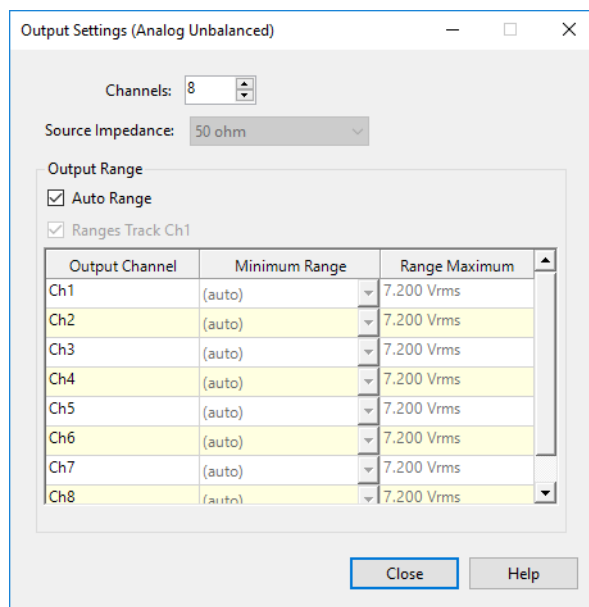 Output Settings (Analog Unbalanced)
Channels: 8
Source Impedance: 50 ohm
Output Range
Auto Range
Ranges Track Ch1
Output Channel Minimum Range Range Maximum
Ch1 (auto) 7.200 Vrms
Ch2 (auto) 7.200 Vrms
Ch3 (auto) 7.200 Vrms
Ch4 (auto) 7.200 Vrms
Ch5 (auto) 7.200 Vrms
Ch6 (auto) 7.200 Vrms
Ch7 (auto) 7.200 Vrms
Ch8 (auto) 7.200 Vrms
Close Help